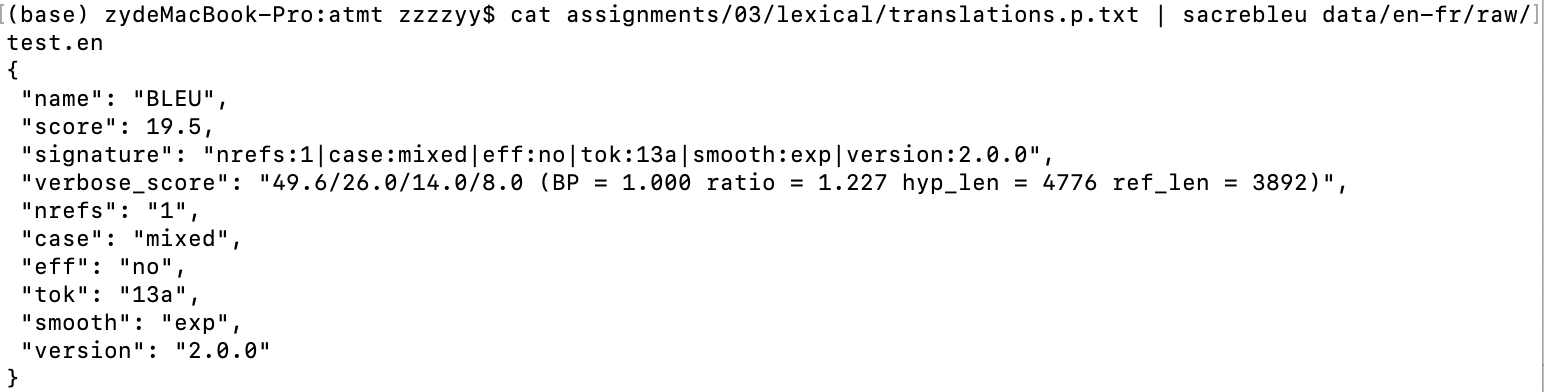 [(base) zydeMacBook-Pro:atmt zzzzyy$ cat assignments/03/lexical/translations.p.txt | sacrebleu data/en-fr/raw/]
test.en
{
 "name": "BLEU",
 "score": 19.5,
 "signature": "nrefs:1|case:mixed|eff:no|tok:13a|smooth:exp|version:2.0.0",
 "verbose_score": "49.6/26.0/14.0/8.0 (BP = 1.000 ratio = 1.227 hyp_len = 4776 ref_len = 3892)",
 "nrefs": "1",
 "case": "mixed",
 "eff": "no",
 "tok": "13a",
 "smooth": "exp",
 "version": "2.0.0"
}